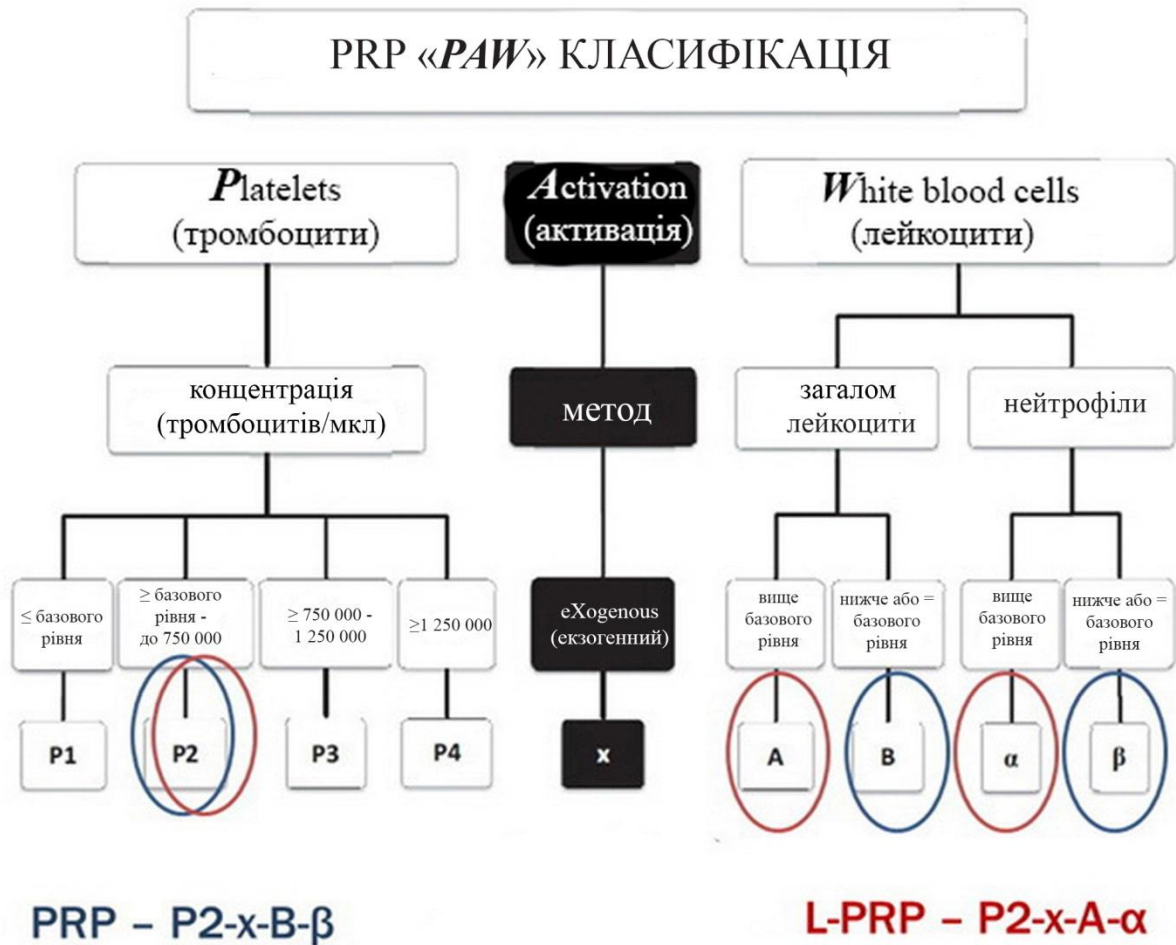 PRP «PAW» КЛАСИФІКАЦІЯ
Platelets
(тромбоцити)
Activation
(активація)
White blood cells
(лейкоцити)
концентрація
(тромбоцитів/мкл)
метод
загалом
лейкоцити
нейтрофіли
≤ базового
рівня
≥ базового
рівня -
до 750 000
≥ 750 000 -
1 250 000
≥1 250 000
eXogenous
(екзогенний)
вище
базового
рівня
нижче або =
базового
рівня
вище
базового
рівня
нижче або =
базового
рівня
P1
P2
P3
P4
x
A
B
α
β
PRP – P2-x-B-β
L-PRP – P2-x-A-α